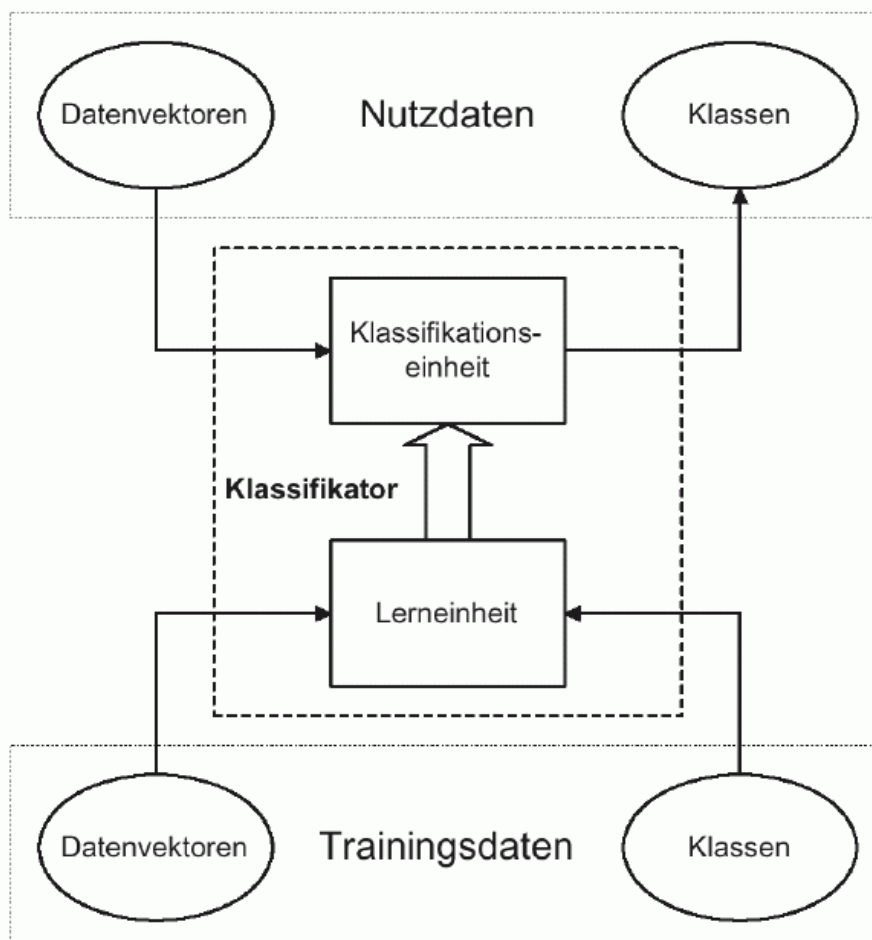 Datenvektoren
Nutzdaten
Klassen
Klassifikations-
einheit
Klassifikator
Lerneinheit
Datenvektoren
Trainingsdaten
Klassen